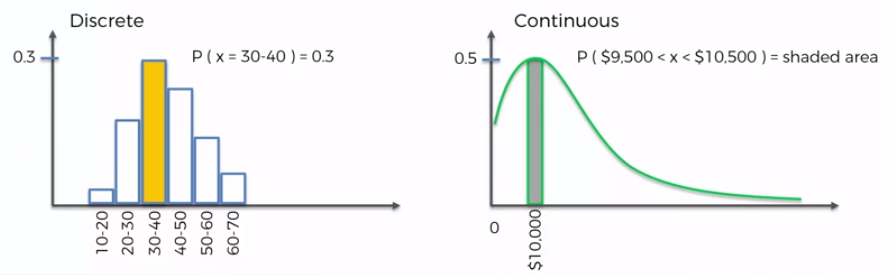 Discrete
0.3
P ( x = 30-40 ) = 0.3
10-20
20-30
30-40
40-50
50-60
60-70
Continuous
0.5
P ( $9,500 < x < $10,500 ) = shaded area
0
$10,000